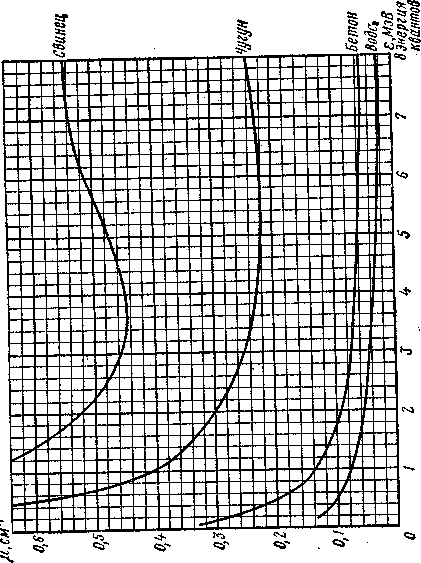 свинец
чугун
Бетон
Вода
ε, МэВ
энергия
квантов
8
7
6
5
4
3
2
1
0
μ, см⁻¹
0,6
0,5
0,4
0,3
0,2
0,1